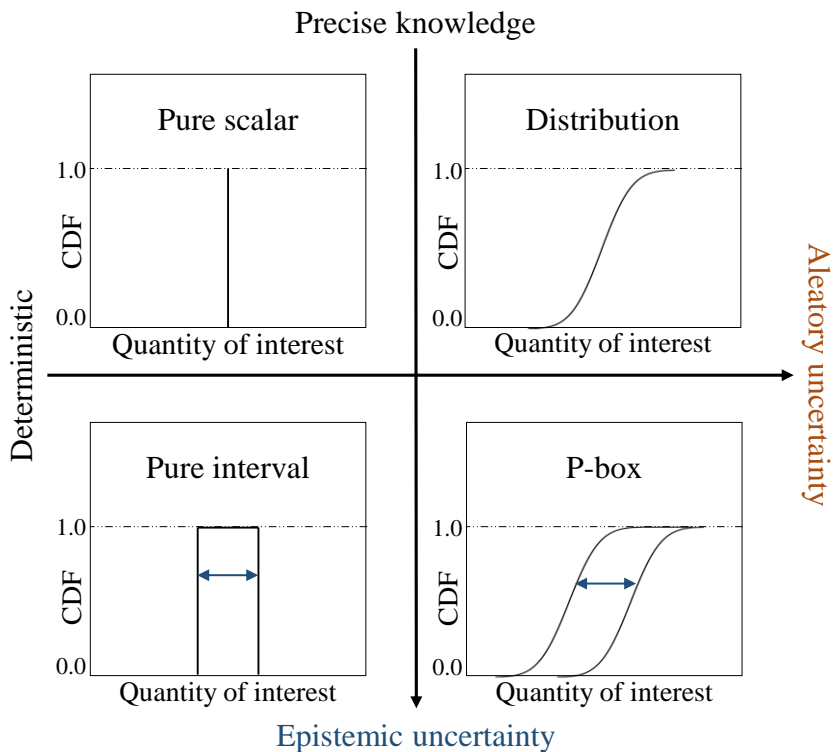 Precise knowledge
Pure scalar
1.0
CDF
0.0
Quantity of interest
Distribution
1.0
CDF
0.0
Quantity of interest
Deterministic
Aleatory uncertainty
Pure interval
1.0
CDF
0.0
Quantity of interest
P-box
1.0
CDF
0.0
Quantity of interest
Epistemic uncertainty